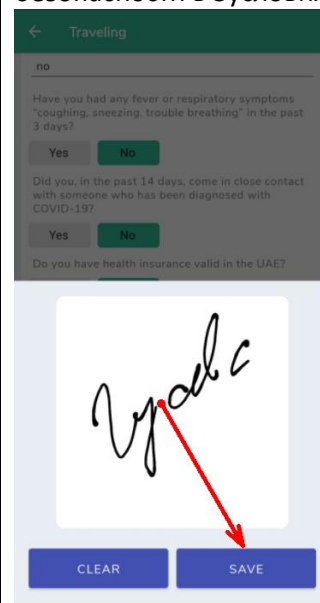 Traveling
no
Have you had any fever or respiratory symptoms
"coughing, sneezing, trouble breathing" in the past
3 days?
Yes No
Did you, in the past 14 days, come in close contact
with someone who has been diagnosed with
COVID-19?
Yes No
Do you have health insurance valid in the UAE?
CLEAR SAVE